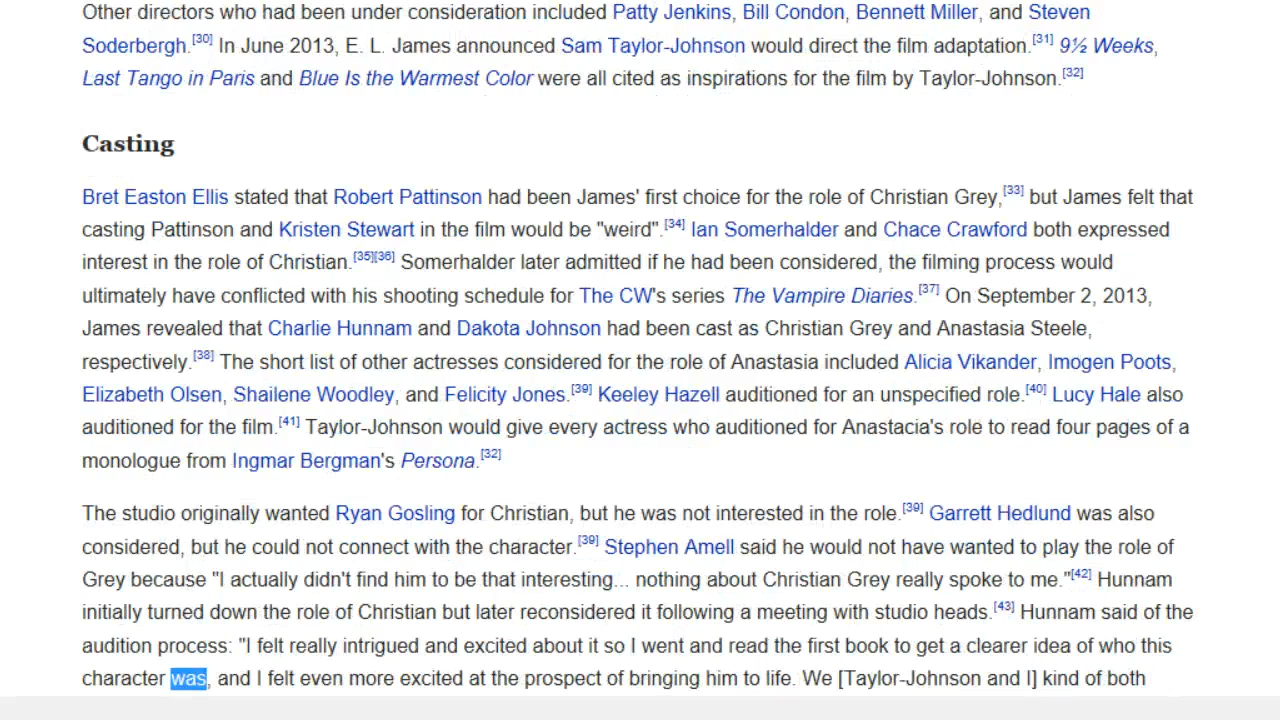 Other directors who had been under consideration included Patty Jenkins, Bill Condon, Bennett Miller, and Steven
Soderbergh.[30] In June 2013, E. L. James announced Sam Taylor-Johnson would direct the film adaptation.[31] 9½ Weeks,
Last Tango in Paris and Blue Is the Warmest Color were all cited as inspirations for the film by Taylor-Johnson.[32]
Casting
Bret Easton Ellis stated that Robert Pattinson had been James' first choice for the role of Christian Grey,[33] but James felt that
casting Pattinson and Kristen Stewart in the film would be "weird".[34] Ian Somerhalder and Chace Crawford both expressed
interest in the role of Christian.[35][36] Somerhalder later admitted if he had been considered, the filming process would
ultimately have conflicted with his shooting schedule for The CW's series The Vampire Diaries.[37] On September 2, 2013,
James revealed that Charlie Hunnam and Dakota Johnson had been cast as Christian Grey and Anastasia Steele,
respectively.[38] The short list of other actresses considered for the role of Anastasia included Alicia Vikander, Imogen Poots,
Elizabeth Olsen, Shailene Woodley, and Felicity Jones.[39] Keeley Hazell auditioned for an unspecified role.[40] Lucy Hale also
auditioned for the film.[41] Taylor-Johnson would give every actress who auditioned for Anastacia's role to read four pages of a
monologue from Ingmar Bergman's Persona.[32]
The studio originally wanted Ryan Gosling for Christian, but he was not interested in the role.[39] Garrett Hedlund was also
considered, but he could not connect with the character.[39] Stephen Amell said he would not have wanted to play the role of
Grey because "I actually didn't find him to be that interesting... nothing about Christian Grey really spoke to me."[42] Hunnam
initially turned down the role of Christian but later reconsidered it following a meeting with studio heads.[43] Hunnam said of the
audition process: "I felt really intrigued and excited about it so I went and read the first book to get a clearer idea of who this
character was, and I felt even more excited at the prospect of bringing him to life. We [Taylor-Johnson and I] kind of both